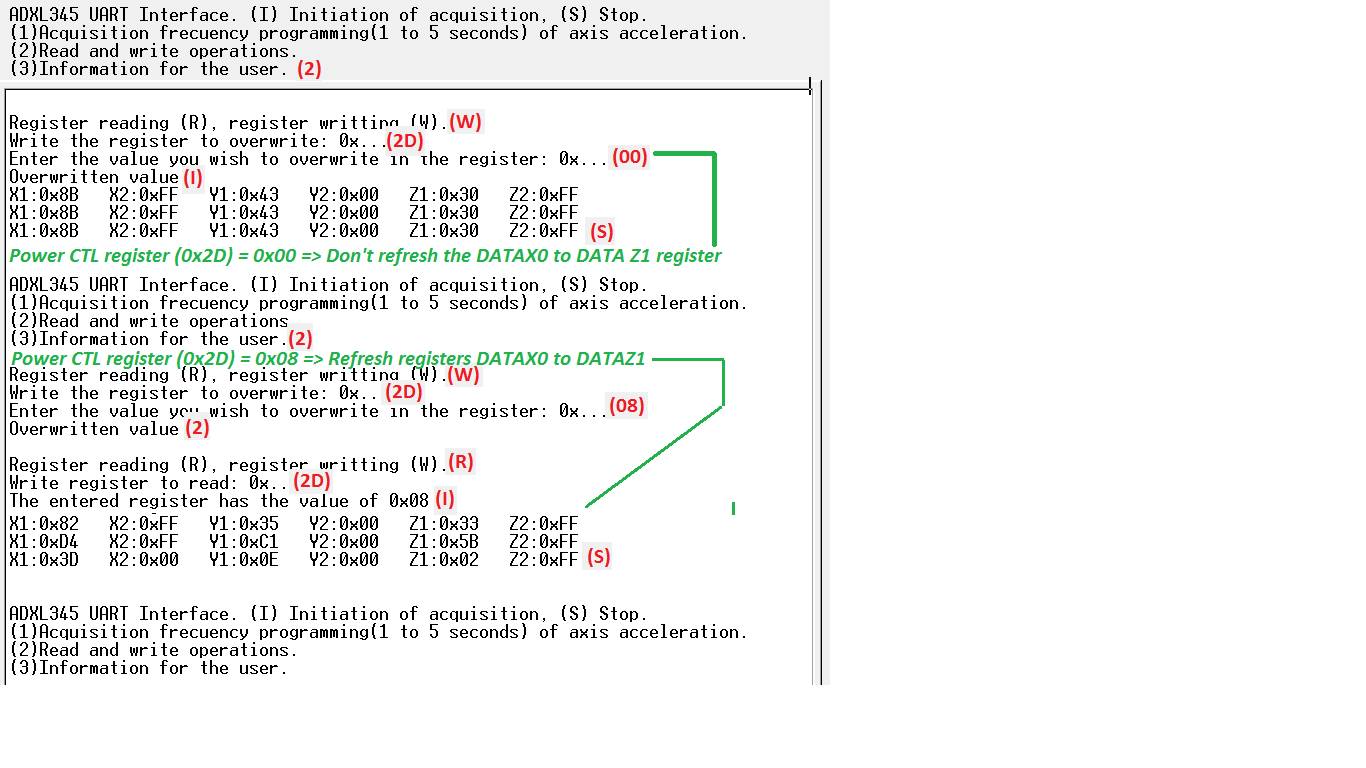 ADXL345 UART Interface. (I) Initiation of acquisition, (S) Stop.
(1)Acquisition frecuency programming(1 to 5 seconds) of axis acceleration.
(2)Read and write operations.
(3)Information for the user. (2)
Register reading (R), register writting (W).(W)
Write the register to overwrite: 0x...(2D)
Enter the value you wish to overwrite in the register: 0x... (00)
Overwritten value (I)
X1:0x8B X2:0xFF Y1:0x43 Y2:0x00 Z1:0x30 Z2:0xFF
X1:0x8B X2:0xFF Y1:0x43 Y2:0x00 Z1:0x30 Z2:0xFF
X1:0x8B X2:0xFF Y1:0x43 Y2:0x00 Z1:0x30 Z2:0xFF (S)
Power CTL register (0x2D) = 0x00 => Don't refresh the DATAX0 to DATA Z1 register
ADXL345 UART Interface. (I) Initiation of acquisition, (S) Stop.
(1)Acquisition frecuency programming(1 to 5 seconds) of axis acceleration.
(2)Read and write operations
(3)Information for the user.(2)
Power CTL register (0x2D) = 0x08 => Refresh registers DATAX0 to DATAZ1
Register reading (R), register writting (W).(W)
Write the register to overwrite: 0x.. (2D)
Enter the value you wish to overwrite in the register: 0x...(08)
Overwritten value (2)
Register reading (R), register writting (W).(R)
Write register to read: 0x.. (2D)
The entered register has the value of 0x08 (I)
X1:0x82 X2:0xFF Y1:0x35 Y2:0x00 Z1:0x33 Z2:0xFF
X1:0xD4 X2:0xFF Y1:0xC1 Y2:0x00 Z1:0x5B Z2:0xFF
X1:0x3D X2:0x00 Y1:0x0E Y2:0x00 Z1:0x02 Z2:0xFF (S)
ADXL345 UART Interface. (I) Initiation of acquisition, (S) Stop.
(1)Acquisition frecuency programming(1 to 5 seconds) of axis acceleration.
(2)Read and write operations.
(3)Information for the user.